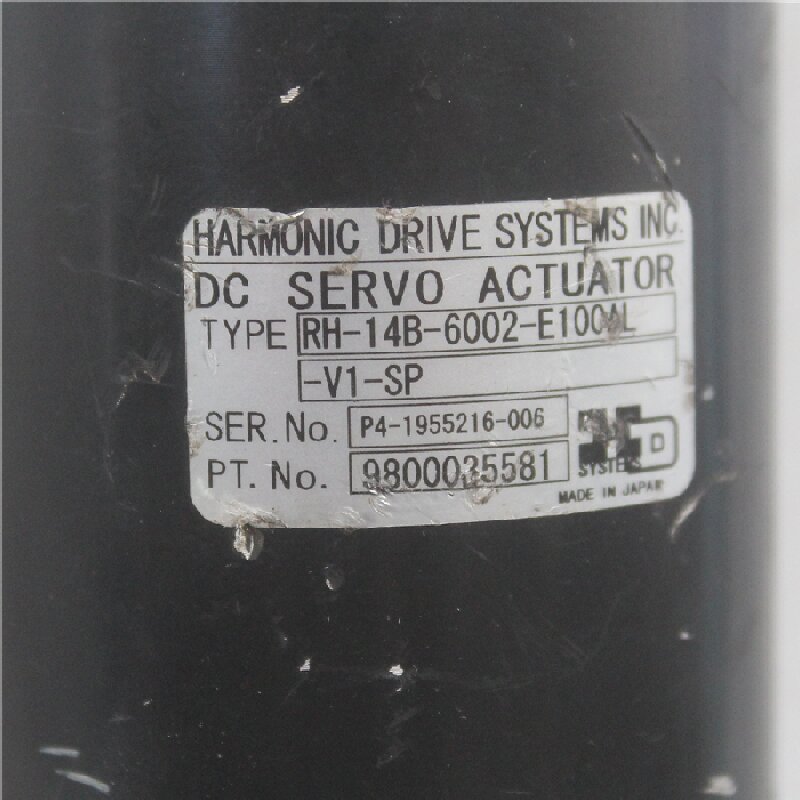 HARMONIC DRIVE SYSTEMS INC.
DC SERVO ACTUATOR
TYPE RH-14B-6002-E100AL
-V1-SP
SER.No. P4-1955216-006
PT. No. 9800035581
HD
SYSTEMS
MADE IN JAPAN